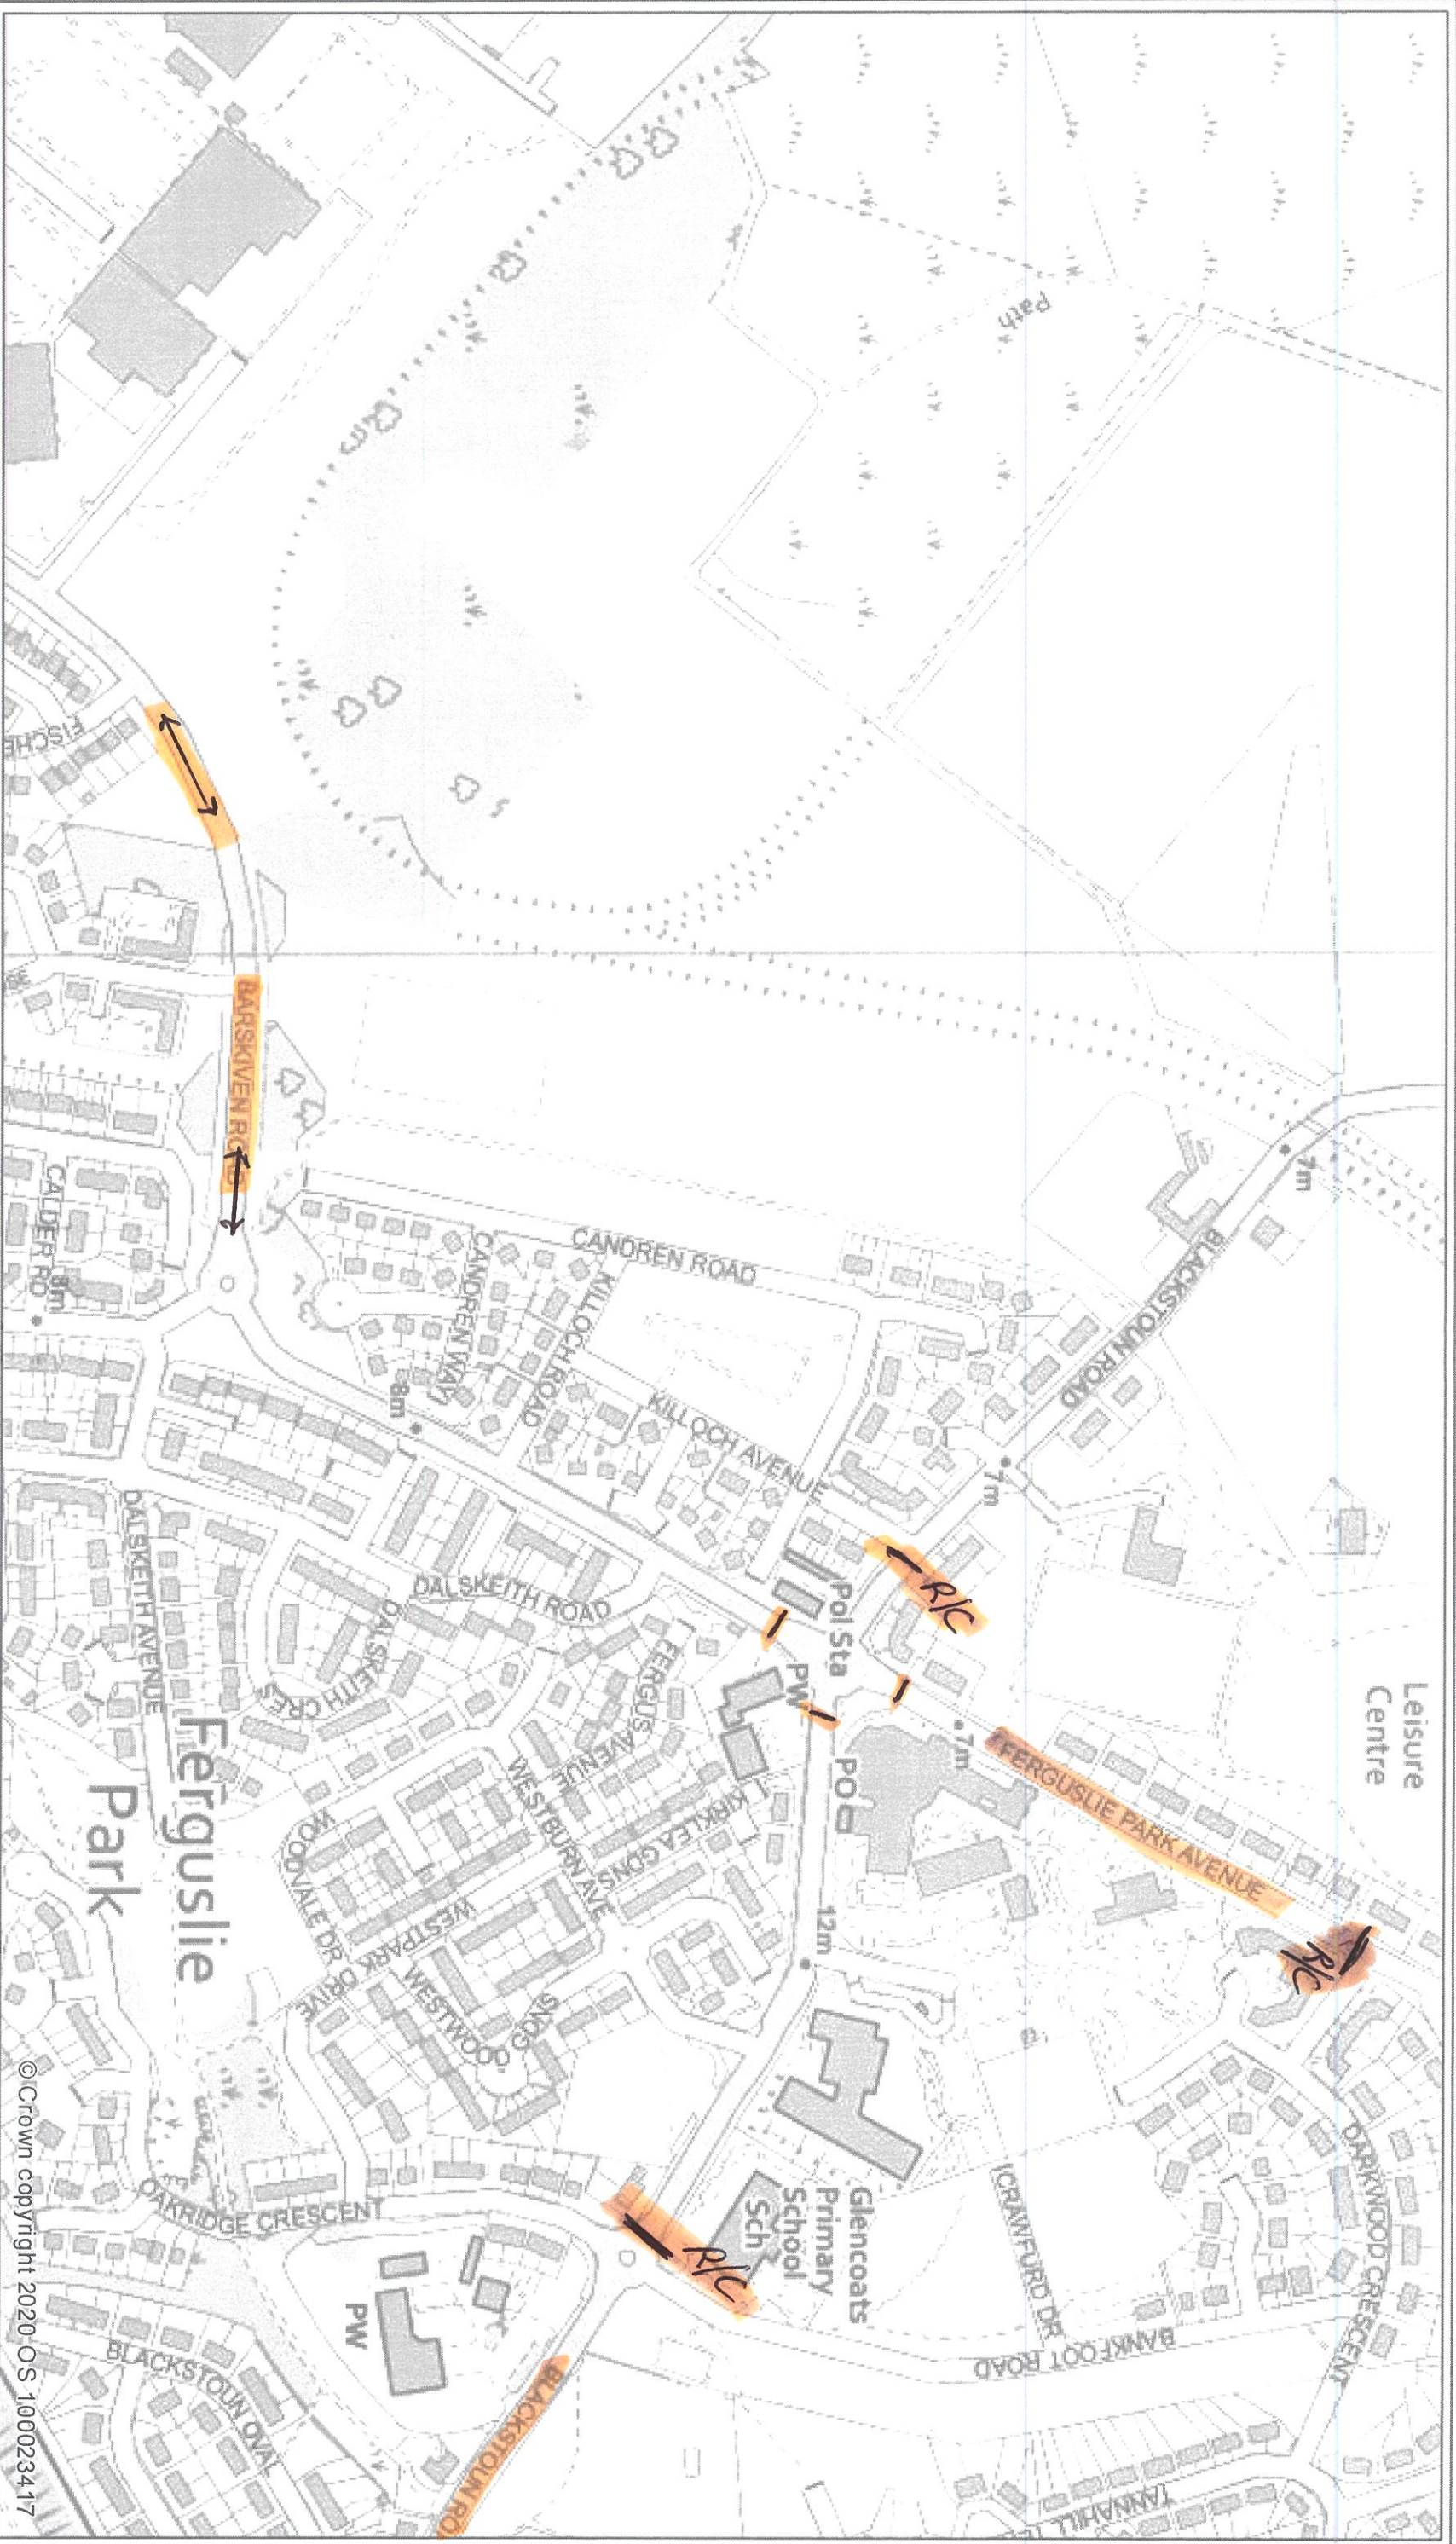 Path
7m
BLACKSTOUN ROAD
7m
Leisure
Centre
FISCHE
BARSKIVEN ROAD
CALDER RD
8m
CANDREN ROAD
CANDREN WAY
KILLOCH ROAD
KILLOCH AVENUE
8m
R/C
Pol Sta
PW
PO
7m
FERGUSLIE PARK AVENUE
R/C
DALSKEITH ROAD
DALSKEITH AVENUE
DALSKEITH CRES
FERGUS AVENUE
WESTBURN AVE
KIRKLEA GDNS
WOODVALE DR
WESTPARK DRIVE
WESTWOOD GDNS
12m
Ferguslie
Park
Glencoats
Primary
School
Sch
R/C
CRAWFURD DR
DARKWOOD CRESCENT
BANKFOOT ROAD
TANNAHILL
OAKRIDGE CRESCENT
PW
BLACKSTOUN OVAL
BLACKSTOUN RO
©Crown copyright 2020 OS 100023417